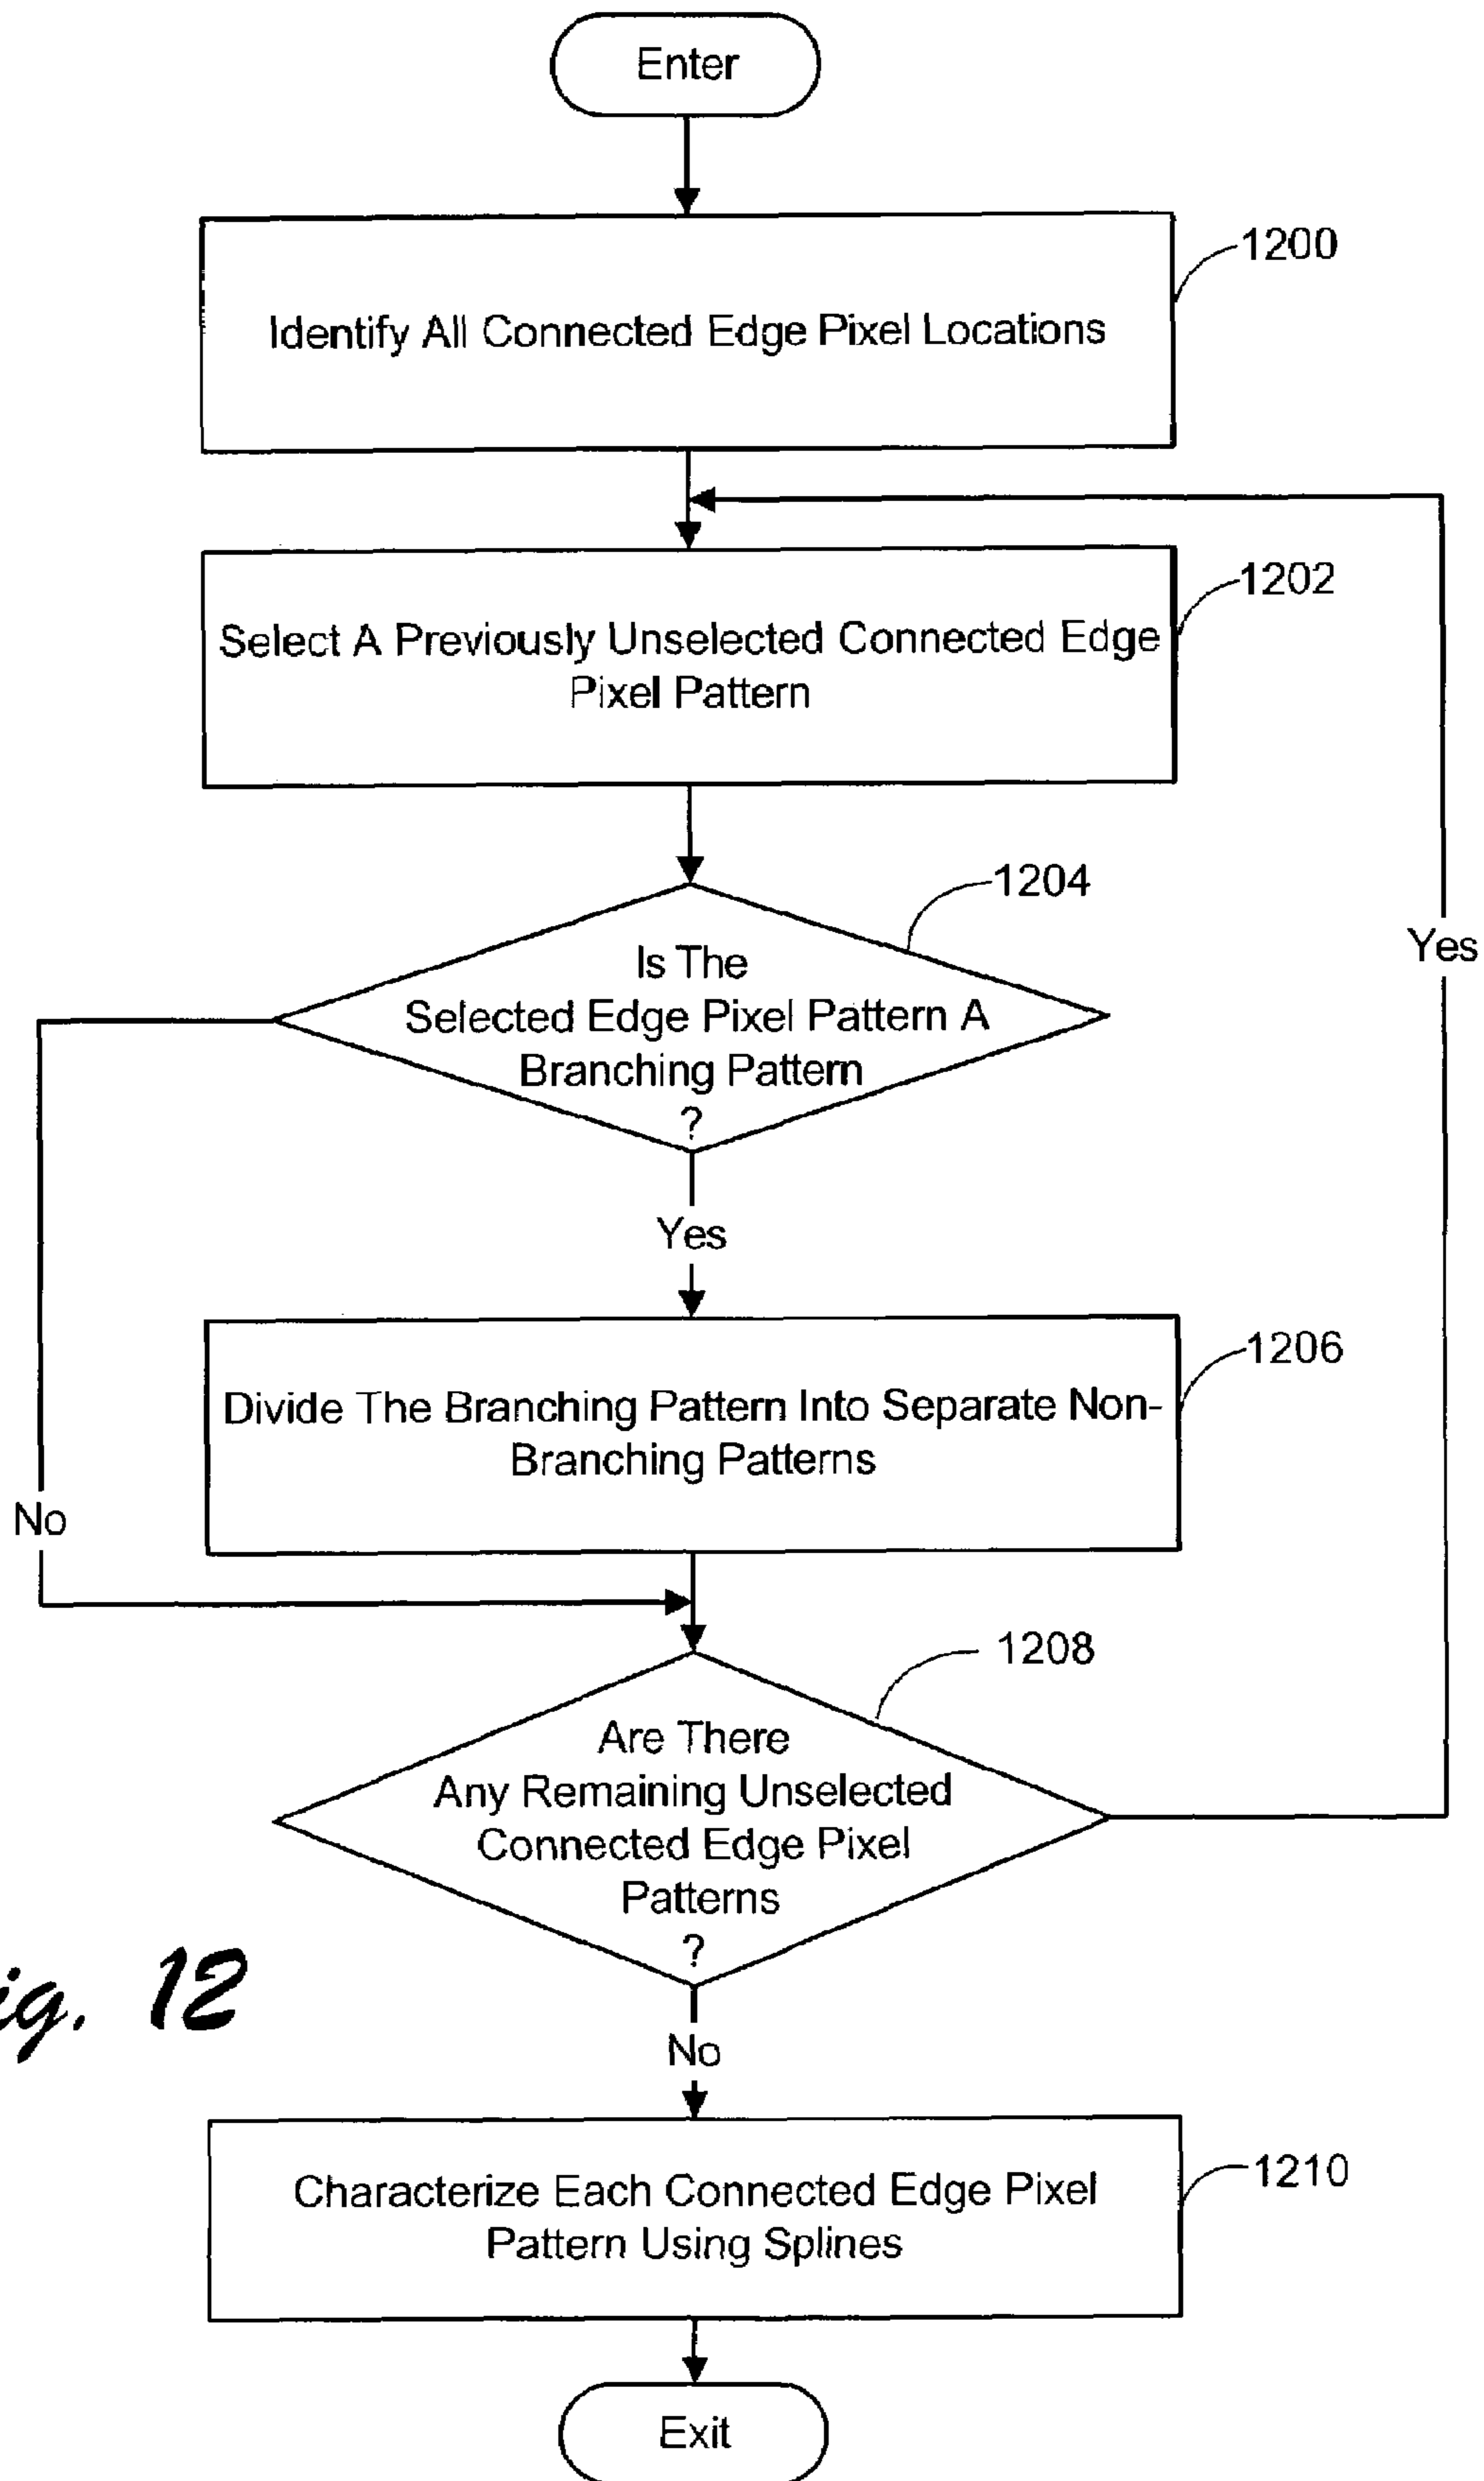 Enter
1200
Identify All Connected Edge Pixel Locations
1202
Select A Previously Unselected Connected Edge
Pixel Pattern
1204
Is The
Selected Edge Pixel Pattern A
Branching Pattern
?
Yes
Yes
1206
Divide The Branching Pattern Into Separate Non-
Branching Patterns
No
1208
Are There
Any Remaining Unselected
Connected Edge Pixel
Patterns
?
ig. 12
No
1210
Characterize Each Connected Edge Pixel
Pattern Using Splines
Exit